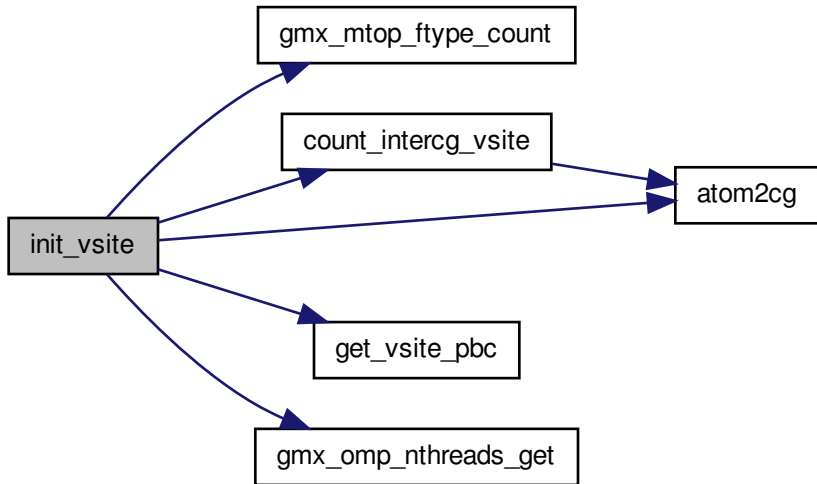 gmx_mtop_ftype_count
count_intercg_vsite
atom2cg
init_vsite
get_vsite_pbc
gmx_omp_nthreads_get